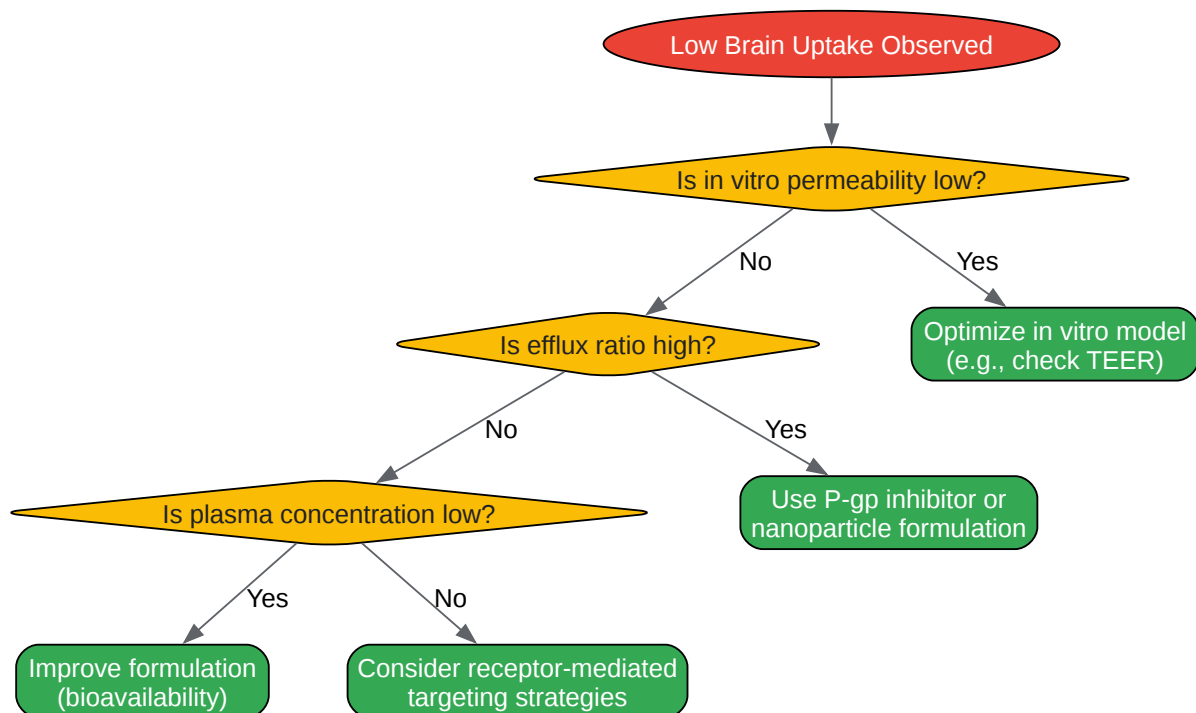 Low Brain Uptake Observed
Is in vitro permeability low?
No
Yes
Is efflux ratio high?
Optimize in vitro model
(e.g., check TEER)
No
Yes
Is plasma concentration low?
Use P-gp inhibitor or
nanoparticle formulation
Yes
No
Improve formulation
(bioavailability)
Consider receptor-mediated
targeting strategies